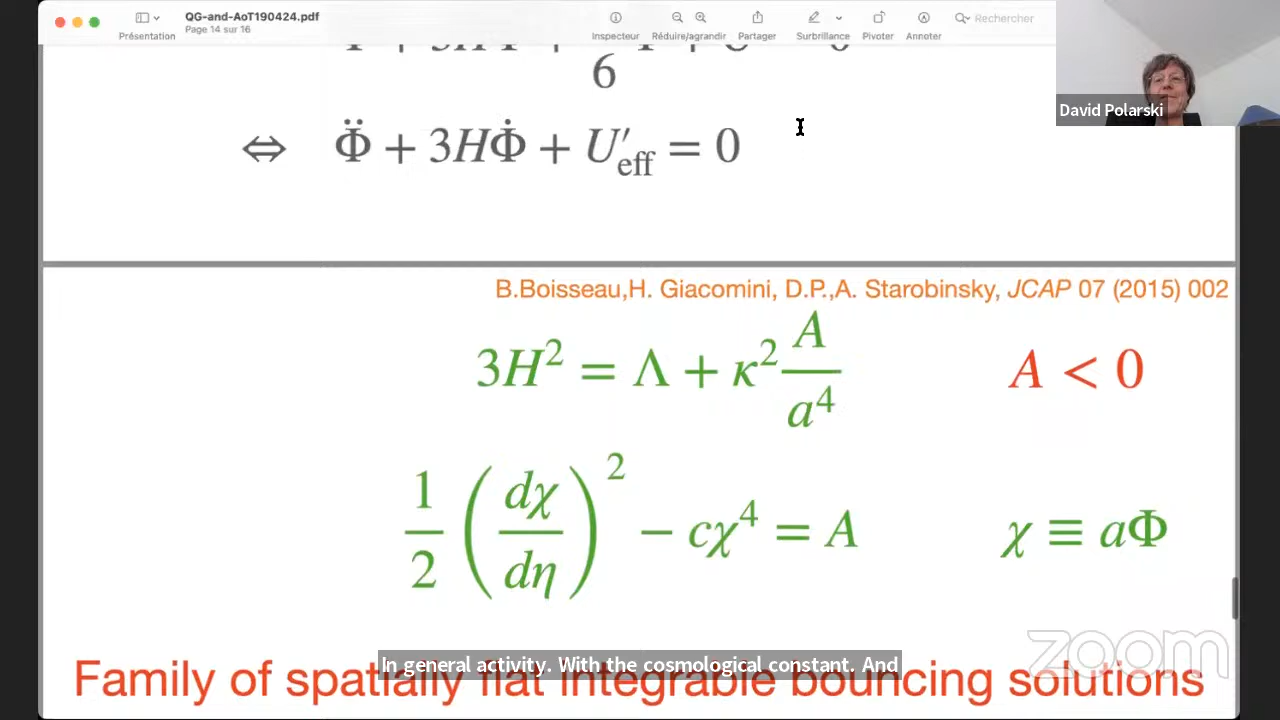 QG-and-AoT190424.pdf
Page 14 sur 16
Présentation
Inspecteur
Réduire/agrandir
Partager
Surbrillance
Pivoter
Annoter
Rechercher
David Polarski
6
⇔ Φ̈ + 3HΦ̇ + U′eff = 0
B.Boisseau,H. Giacomini, D.P.,A. Starobinsky, JCAP 07 (2015) 002
3H² = Λ + κ² A/a⁴ A < 0
1/2 (dχ/dη)² − cχ⁴ = A χ ≡ aΦ
In general activity. With the cosmological constant. And
Family of spatially flat integrable bouncing solutions
zoom